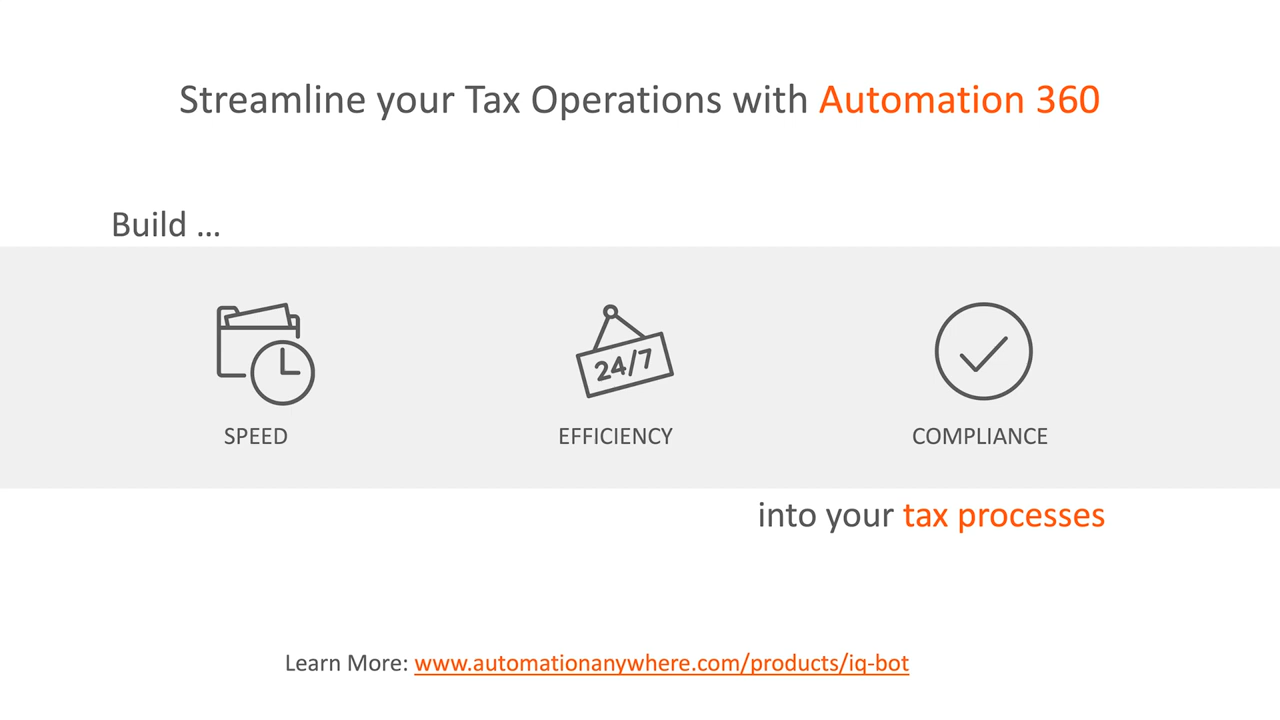 Streamline your Tax Operations with Automation 360
Build ...
24/7
SPEED
EFFICIENCY
COMPLIANCE
into your tax processes
Learn More: www.automationanywhere.com/products/iq-bot